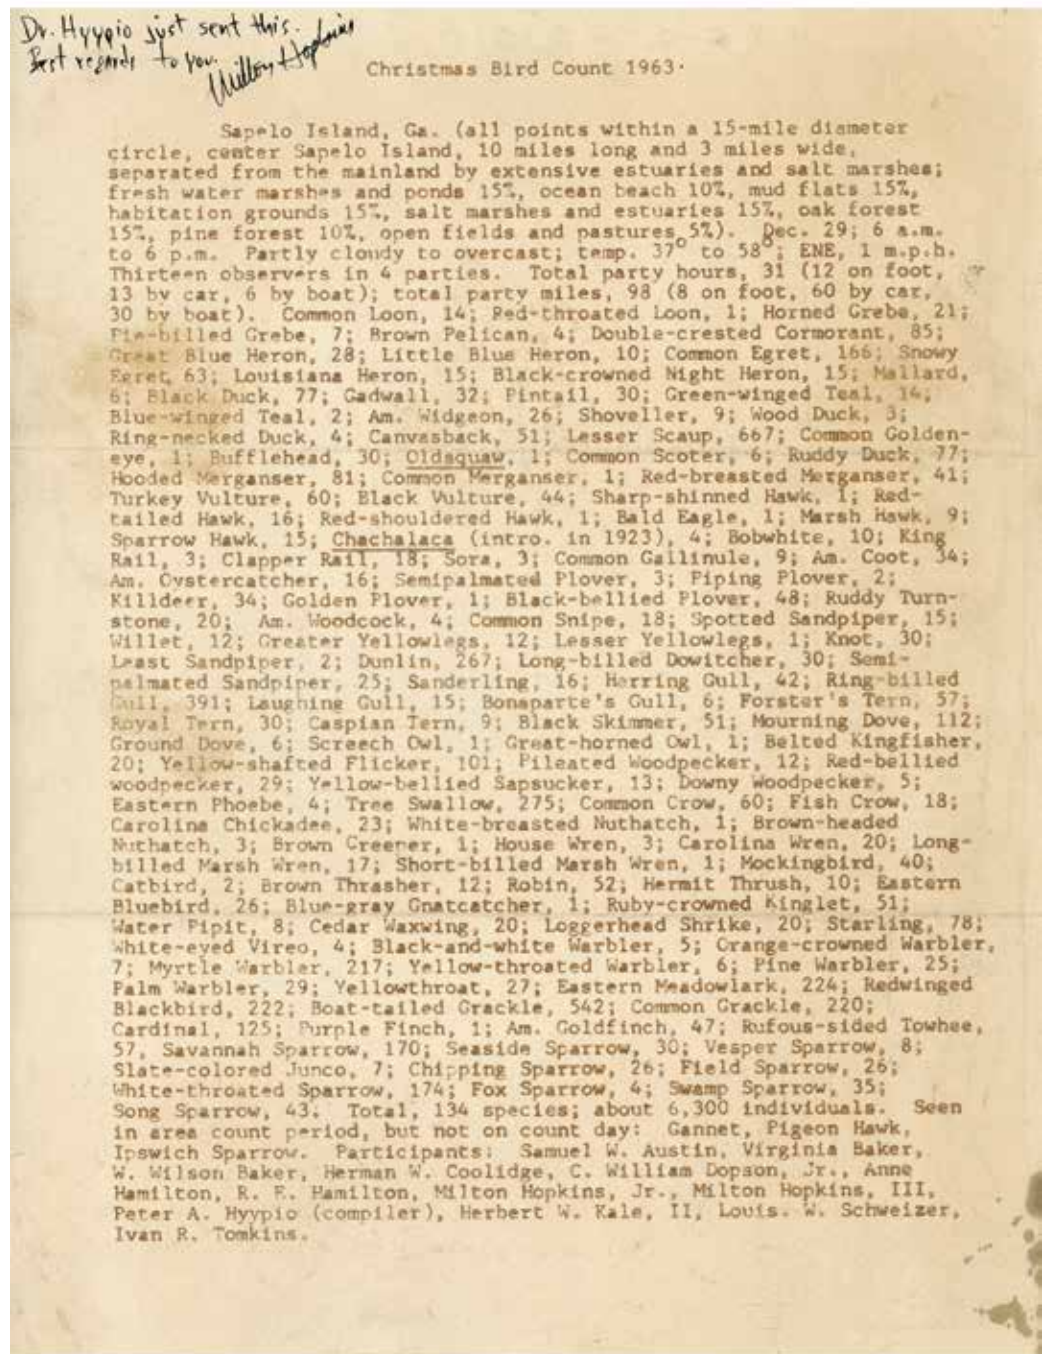 Dr. Hyypio just sent this.
Best regards to you.
Milton Hopkins
Christmas Bird Count 1963.
Sapelo Island, Ga. (all points within a 15-mile diameter
circle, center Sapelo Island, 10 miles long and 3 miles wide,
separated from the mainland by extensive estuaries and salt marshes;
fresh water marshes and ponds 15%, ocean beach 10%, mud flats 15%,
habitation grounds 15%, salt marshes and estuaries 15%, oak forest
15%, pine forest 10%, open fields and pastures 5%). Dec. 29; 6 a.m.
to 6 p.m. Partly cloudy to overcast; temp. 37° to 58°; ENE, 1 m.p.h.
Thirteen observers in 4 parties. Total party hours, 31 (12 on foot,
13 by car, 6 by boat); total party miles, 98 (8 on foot, 60 by car,
30 by boat). Common Loon, 14; Red-throated Loon, 1; Horned Grebe, 21;
Pie-billed Grebe, 7; Brown Pelican, 4; Double-crested Cormorant, 85;
Great Blue Heron, 28; Little Blue Heron, 10; Common Egret, 166; Snowy
Egret, 63; Louisiana Heron, 15; Black-crowned Night Heron, 15; Mallard,
6; Black Duck, 77; Gadwall, 32; Pintail, 30; Green-winged Teal, 14;
Blue-winged Teal, 2; Am. Widgeon, 26; Shoveller, 9; Wood Duck, 3;
Ring-necked Duck, 4; Canvasback, 51; Lesser Scaup, 667; Common Golden-
eye, 1; Bufflehead, 30; Oldsquaw, 1; Common Scoter, 6; Ruddy Duck, 77;
Hooded Merganser, 81; Common Merganser, 1; Red-breasted Merganser, 41;
Turkey Vulture, 60; Black Vulture, 44; Sharp-shinned Hawk, 1; Red-
tailed Hawk, 16; Red-shouldered Hawk, 1; Bald Eagle, 1; Marsh Hawk, 9;
Sparrow Hawk, 15; Chachalaca (intro. in 1923), 4; Bobwhite, 10; King
Rail, 3; Clapper Rail, 18; Sora, 3; Common Gallinule, 9; Am. Coot, 34;
Am. Oystercatcher, 16; Semipalmated Plover, 3; Piping Plover, 2;
Killdeer, 34; Golden Plover, 1; Black-bellied Plover, 48; Ruddy Turn-
stone, 20; Am. Woodcock, 4; Common Snipe, 18; Spotted Sandpiper, 15;
Willet, 12; Greater Yellowlegs, 12; Lesser Yellowlegs, 1; Knot, 30;
Least Sandpiper, 2; Dunlin, 267; Long-billed Dowitcher, 30; Semi-
palmated Sandpiper, 25; Sanderling, 16; Herring Gull, 42; Ring-billed
Gull, 391; Laughing Gull, 15; Bonaparte's Gull, 6; Forster's Tern, 57;
Royal Tern, 30; Caspian Tern, 9; Black Skimmer, 51; Mourning Dove, 112;
Ground Dove, 6; Screech Owl, 1; Great-horned Owl, 1; Belted Kingfisher,
20; Yellow-shafted Flicker, 101; Pileated Woodpecker, 12; Red-bellied
woodpecker, 29; Yellow-bellied Sapsucker, 13; Downy Woodpecker, 5;
Eastern Phoebe, 4; Tree Swallow, 275; Common Crow, 60; Fish Crow, 18;
Carolina Chickadee, 23; White-breasted Nuthatch, 1; Brown-headed
Nuthatch, 3; Brown Creeper, 1; House Wren, 3; Carolina Wren, 20; Long-
billed Marsh Wren, 17; Short-billed Marsh Wren, 1; Mockingbird, 40;
Catbird, 2; Brown Thrasher, 12; Robin, 52; Hermit Thrush, 10; Eastern
Bluebird, 26; Blue-gray Gnatcatcher, 1; Ruby-crowned Kinglet, 51;
Water Pipit, 8; Cedar Waxwing, 20; Loggerhead Shrike, 20; Starling, 78;
White-eyed Vireo, 4; Black-and-white Warbler, 5; Orange-crowned Warbler,
7; Myrtle Warbler, 217; Yellow-throated Warbler, 6; Pine Warbler, 25;
Palm Warbler, 29; Yellowthroat, 27; Eastern Meadowlark, 224; Redwinged
Blackbird, 222; Boat-tailed Grackle, 542; Common Grackle, 220;
Cardinal, 125; Purple Finch, 1; Am. Goldfinch, 47; Rufous-sided Towhee,
57, Savannah Sparrow, 170; Seaside Sparrow, 30; Vesper Sparrow, 8;
Slate-colored Junco, 7; Chipping Sparrow, 26; Field Sparrow, 26;
White-throated Sparrow, 174; Fox Sparrow, 4; Swamp Sparrow, 35;
Song Sparrow, 43. Total, 134 species; about 6,300 individuals. Seen
in area count period, but not on count day: Gannet, Pigeon Hawk,
Ipswich Sparrow. Participants: Samuel W. Austin, Virginia Baker,
W. Wilson Baker, Herman W. Coolidge, C. William Dopson, Jr., Anne
Hamilton, R. E. Hamilton, Milton Hopkins, Jr., Milton Hopkins, III,
Peter A. Hyypio (compiler), Herbert W. Kale, II, Louis. W. Schweizer,
Ivan R. Tomkins.